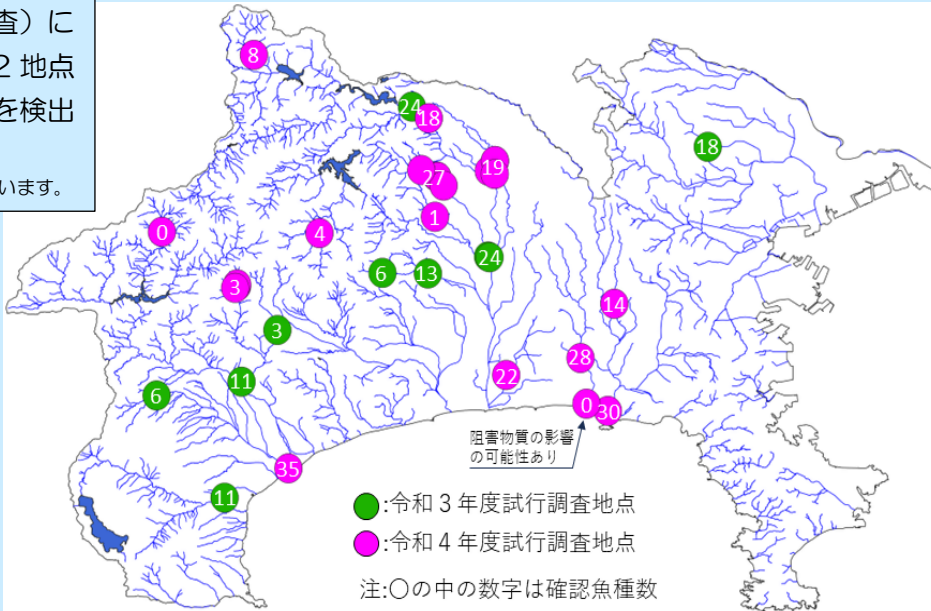 査）に
2 地点
を検出
います。
8
24
18
18
19
27
1
0
4
24
6
13
3
14
3
28
11
22
6
0
30
阻害物質の影響
の可能性あり
35
11
:令和３年度試行調査地点
:令和４年度試行調査地点
注:〇の中の数字は確認魚種数